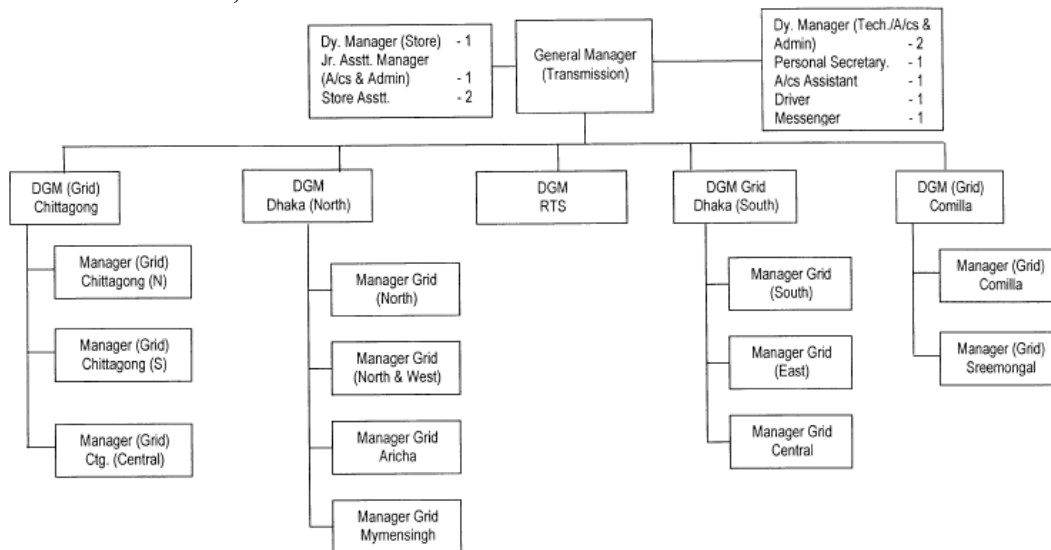 Dy. Manager (Store) - 1
Jr. Asstt. Manager
(A/cs & Admin) - 1
Store Asstt. - 2
General Manager
(Transmission)
Dy. Manager (Tech./A/cs &
Admin) - 2
Personal Secretary. - 1
A/cs Assistant - 1
Driver - 1
Messenger - 1
DGM (Grid)
Chittagong
DGM
Dhaka (North)
DGM
RTS
DGM Grid
Dhaka (South)
DGM (Grid)
Comilla
Manager (Grid)
Chittagong (N)
Manager (Grid)
Chittagong (S)
Manager (Grid)
Ctg. (Central)
Manager Grid
(North)
Manager Grid
(North & West)
Manager Grid
Aricha
Manager Grid
Mymensingh
Manager Grid
(South)
Manager Grid
(East)
Manager Grid
Central
Manager (Grid)
Comilla
Manager (Grid)
Sreemongal